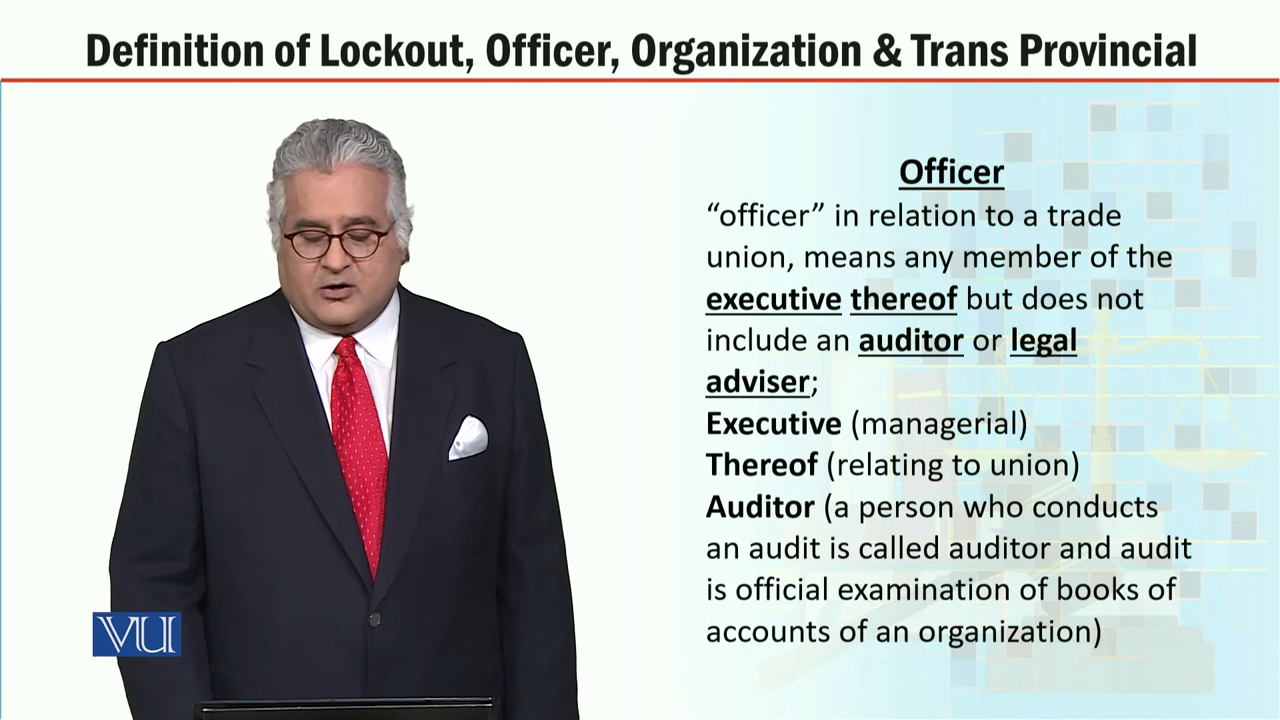 Definition of Lockout, Officer, Organization & Trans Provincial
Officer
“officer” in relation to a trade
union, means any member of the
executive thereof but does not
include an auditor or legal
adviser;
Executive (managerial)
Thereof (relating to union)
Auditor (a person who conducts
an audit is called auditor and audit
is official examination of books of
accounts of an organization)
VU